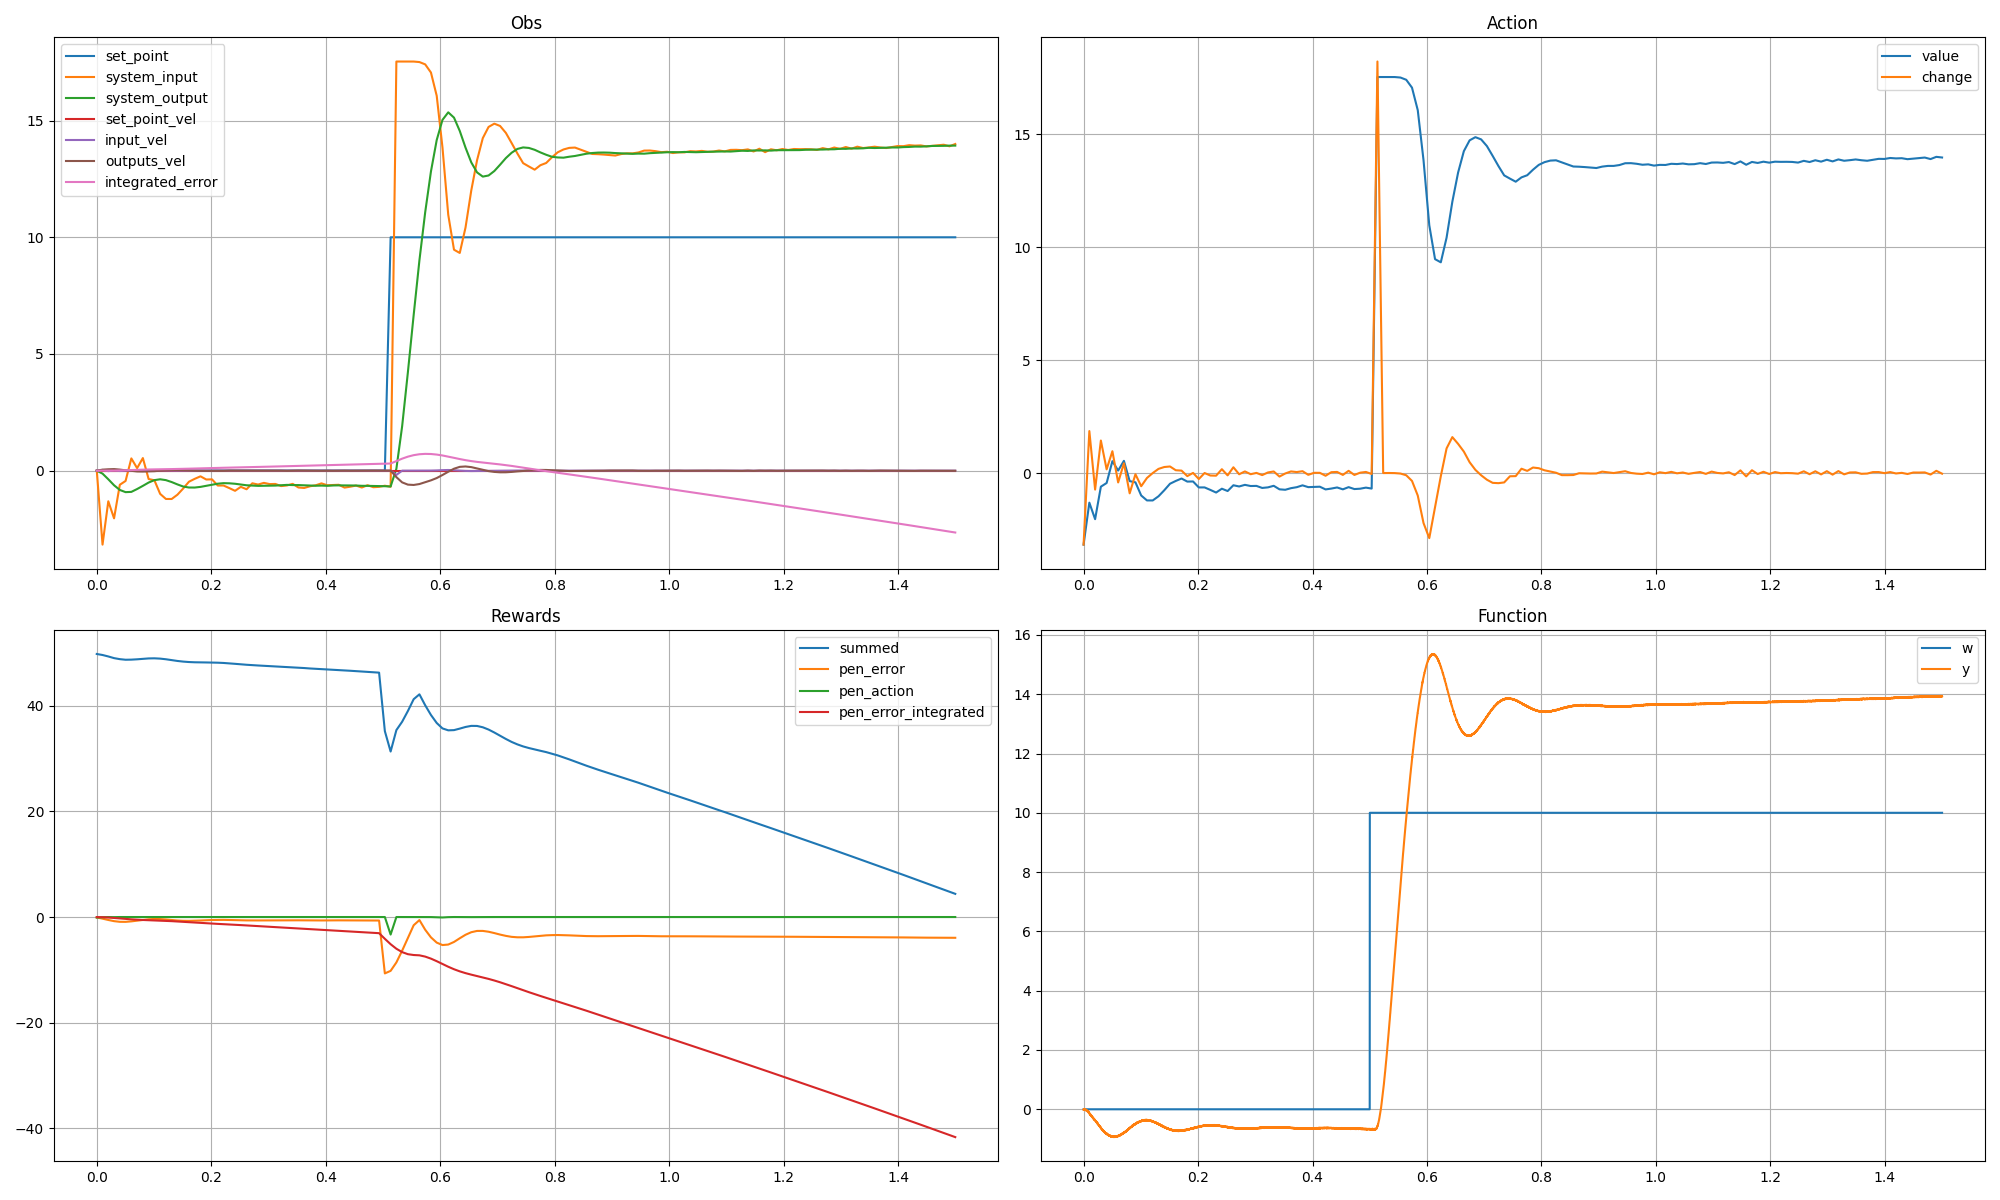 Obs
set_point
system_input
system_output
set_point_vel
input_vel
outputs_vel
integrated_error
15
10
5
0
0.0 0.2 0.4 0.6 0.8 1.0 1.2 1.4
Action
value
change
15
10
5
0
0.0 0.2 0.4 0.6 0.8 1.0 1.2 1.4
Rewards
summed
pen_error
pen_action
pen_error_integrated
40
20
0
−20
−40
0.0 0.2 0.4 0.6 0.8 1.0 1.2 1.4
Function
w
y
16
14
12
10
8
6
4
2
0
0.0 0.2 0.4 0.6 0.8 1.0 1.2 1.4